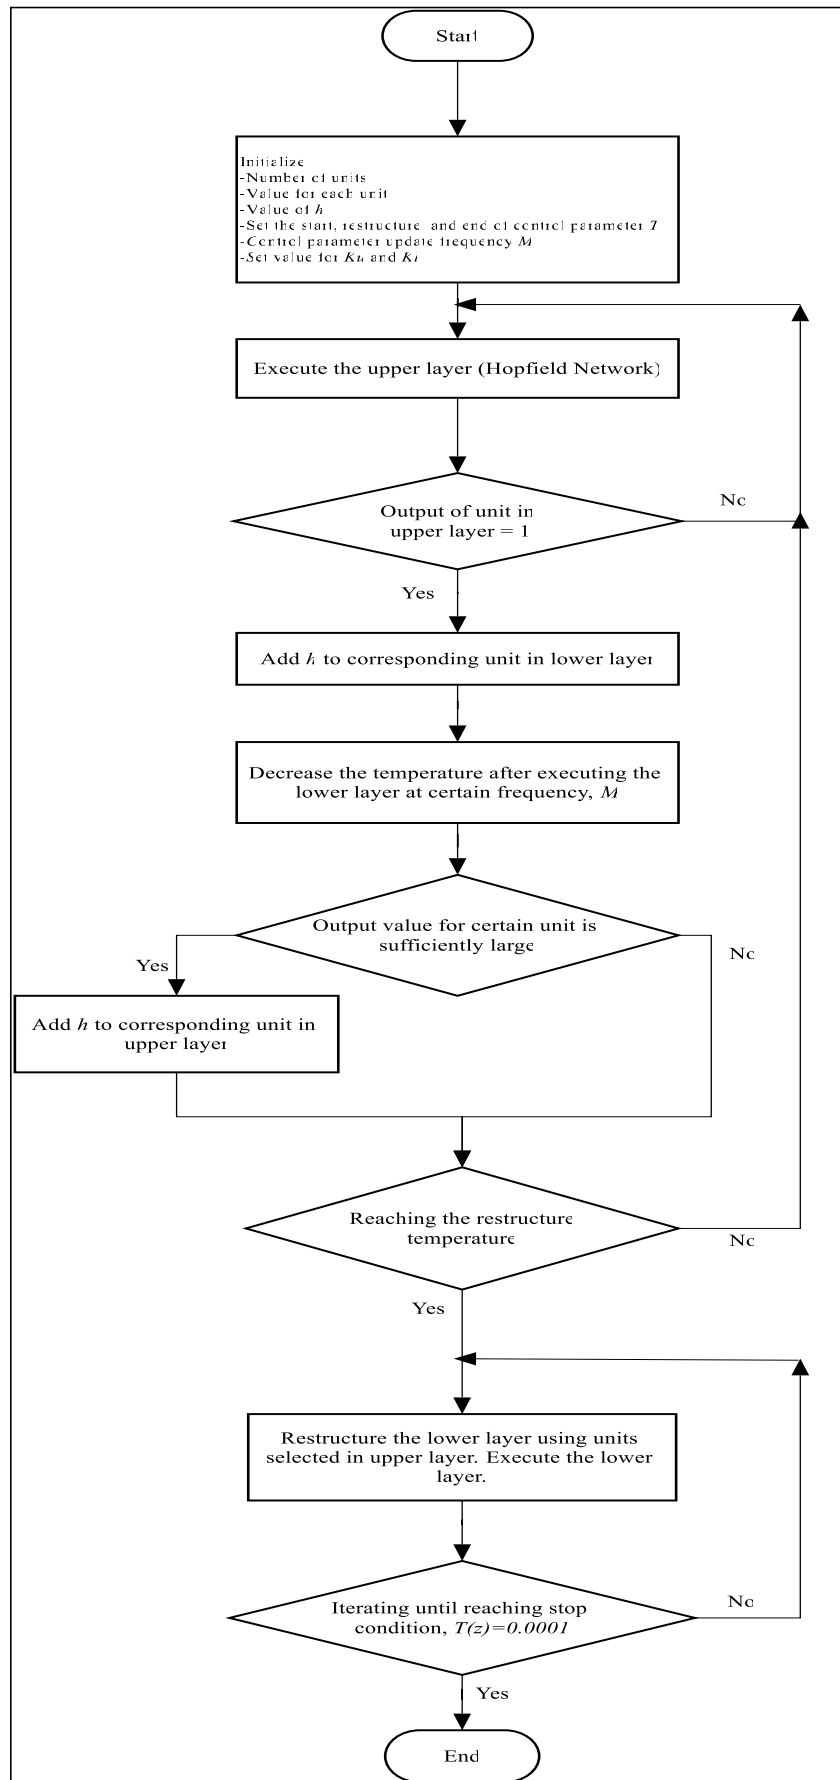 Start
Initialize
-Number of units
-Value for each unit
-Value of h
-Set the start, restructure and end of control parameter T
-Control parameter update frequency M
-Set value for Ku and Kl
Execute the upper layer (Hopfield Network)
Output of unit in
upper layer = 1
No
Yes
Add h to corresponding unit in lower layer
Decrease the temperature after executing the
lower layer at certain frequency, M
Output value for certain unit is
sufficiently large
Yes
No
Add h to corresponding unit in
upper layer
Reaching the restructure
temperature
No
Yes
Restructure the lower layer using units
selected in upper layer. Execute the lower
layer.
Iterating until reaching stop
condition, T(z)=0.0001
No
Yes
End